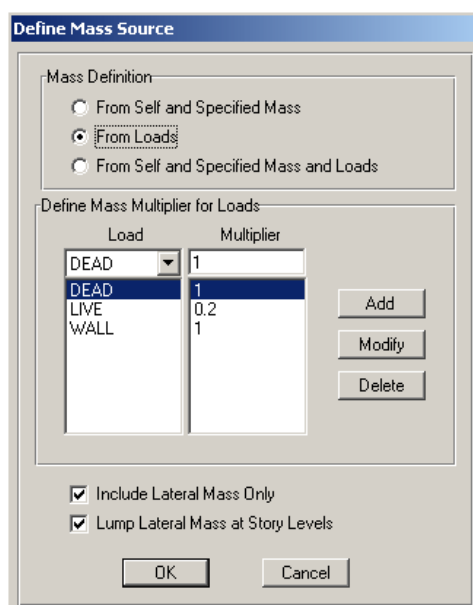 Define Mass Source
Mass Definition
From Self and Specified Mass
From Loads
From Self and Specified Mass and Loads
Define Mass Multiplier for Loads
Load Multiplier
DEAD 1
DEAD 1
LIVE 0.2
WALL 1
Add
Modify
Delete
Include Lateral Mass Only
Lump Lateral Mass at Story Levels
OK Cancel